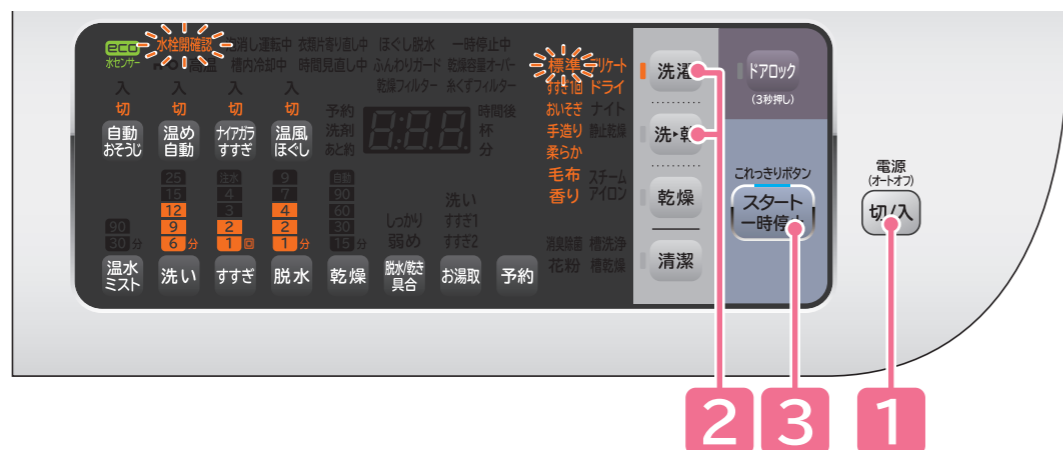 eco 水栓開確認 泡消し運転中 衣類片寄り直し中 ほぐし脱水 一時停止中
水センサー 高温 槽内冷却中 時間見直し中 ふんわりガード 乾燥容量オーバー
乾燥フィルター 糸くずフィルター
入 入 入 入
切 切 切 切
自動おそうじ 温め自動 ナイアガラすすぎ 温風ほぐし
予約 時間後
洗剤 8:8.8 杯
あと約 分
標準 デリケート
すすぎ1回 ドライ
おいそぎ ナイト
手造り 静止乾燥
柔らか
毛布 スチーム
香り アイロン
消臭除菌 槽洗浄
花粉 槽乾燥
90
30 分
25
15
12
9
6 分
注水
4
3
2
1 回
9
7
4
2
1 分
自動
90
60
30
15 分
しっかり
弱め
洗い
すすぎ1
すすぎ2
温水ミスト 洗い すすぎ 脱水 乾燥 脱水/乾き具合 お湯取 予約
洗濯
洗・乾
乾燥
清潔
ドアロック
(3秒押し)
これっきりボタン
スタート
一時停止
電源
(オートオフ)
切/入
2 3 1